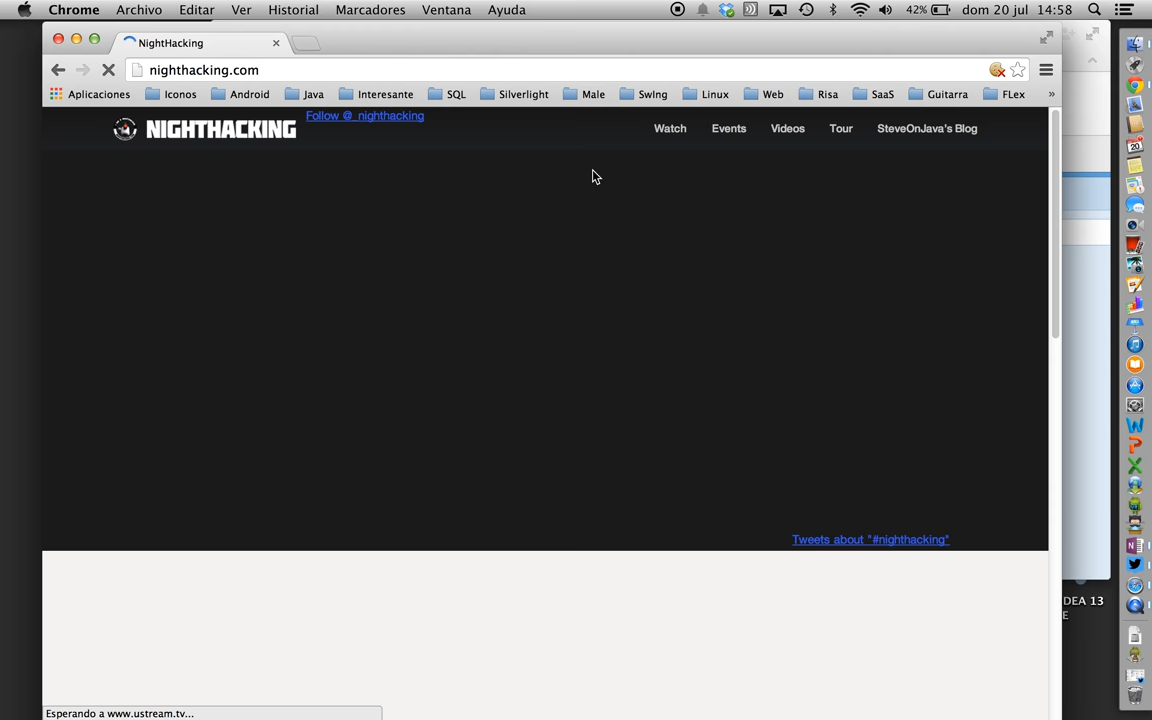 Chrome Archivo Editar Ver Historial Marcadores Ventana Ayuda 42% dom 20 jul 14:58
NightHacking
nighthacking.com
Aplicaciones Iconos Android Java Interesante SQL Silverlight Male SwIng Linux Web Risa SaaS Guitarra FLex »
NIGHTHACKING Follow @_nighthacking Watch Events Videos Tour SteveOnJava's Blog
20
Tweets about "#nighthacking"
DEA 13
E
Esperando a www.ustream.tv...